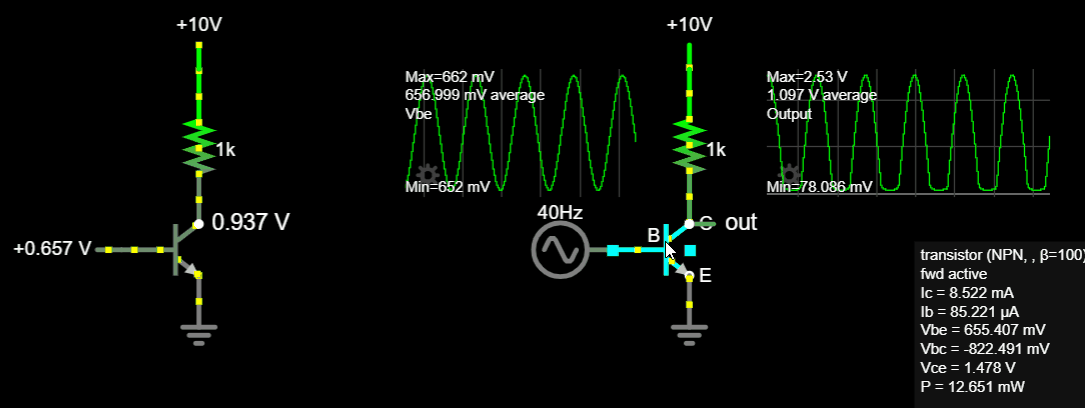 +10V
1k
0.937 V
+0.657 V
Max=662 mV
656.999 mV average
Vbe
Min=652 mV
40Hz
+10V
1k
B
C
out
E
Max=2.53 V
1.097 V average
Output
Min=78.086 mV
transistor (NPN, , β=100)
fwd active
Ic = 8.522 mA
Ib = 85.221 µA
Vbe = 655.407 mV
Vbc = -822.491 mV
Vce = 1.478 V
P = 12.651 mW